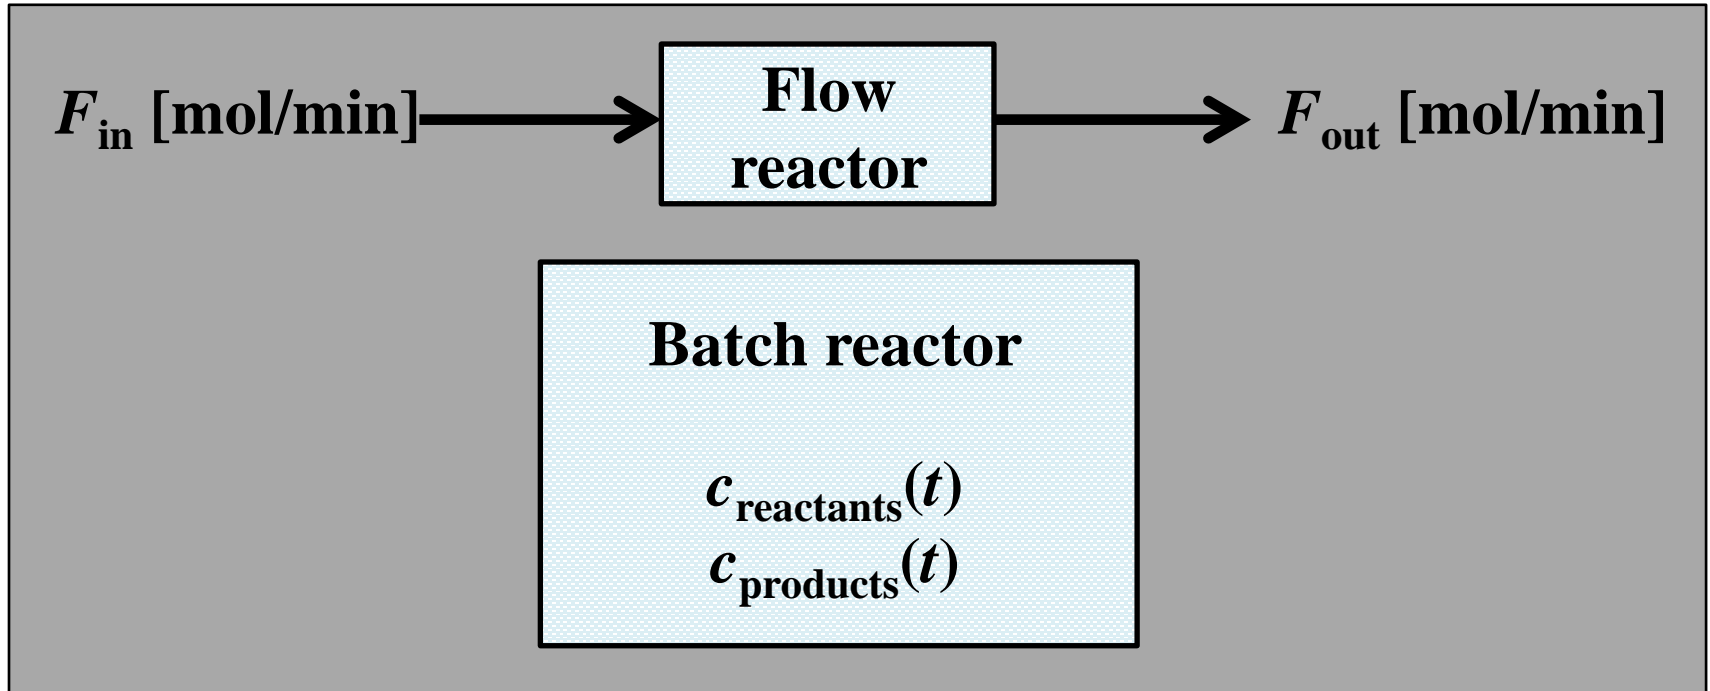 F_in [mol/min]
Flow
reactor
F_out [mol/min]
Batch reactor
c_reactants(t)
c_products(t)